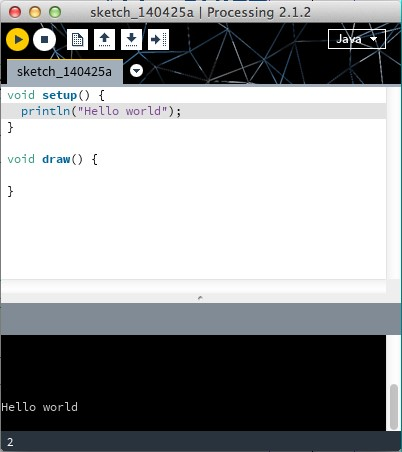 sketch_140425a | Processing 2.1.2
Java
sketch_140425a
void setup() {
  println("Hello world");
}
void draw() {
}
Hello world
2